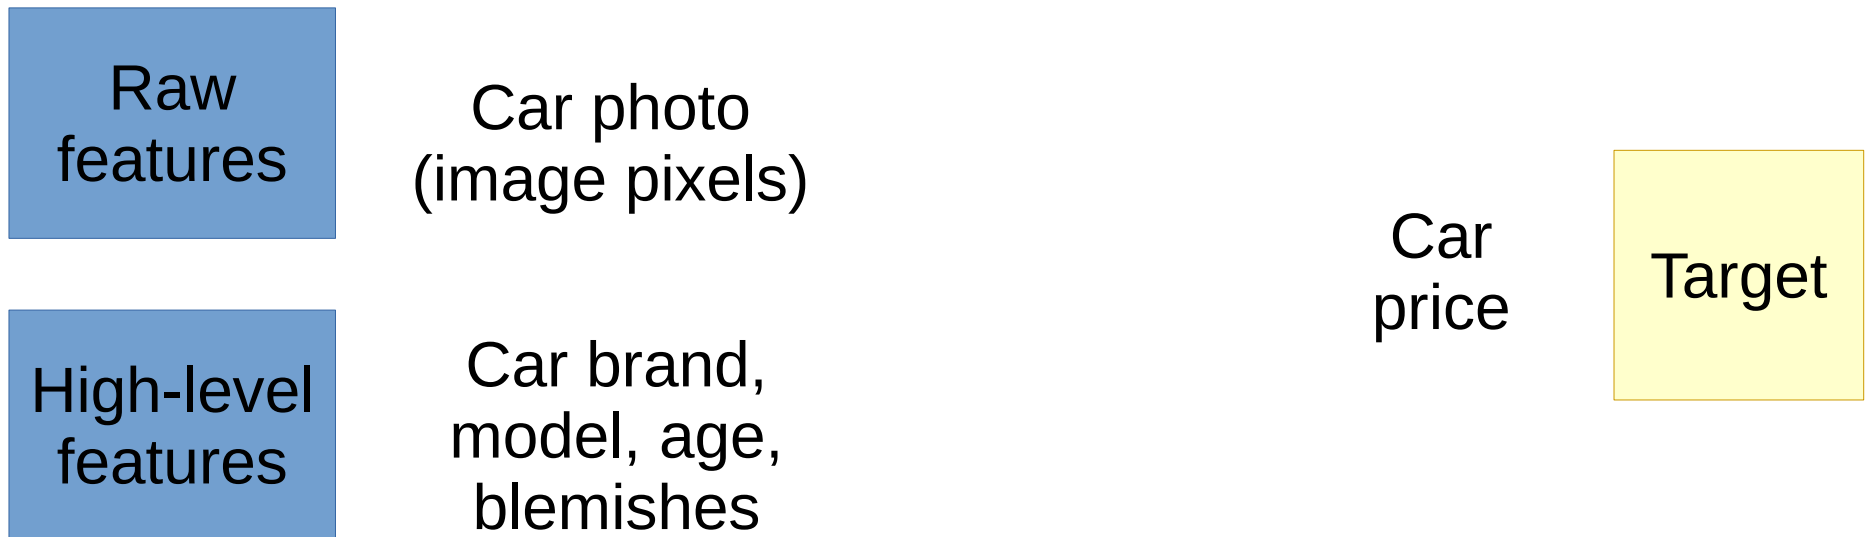 Raw
features
Car photo
(image pixels)
High-level
features
Car brand,
model, age,
blemishes
Car
price
Target